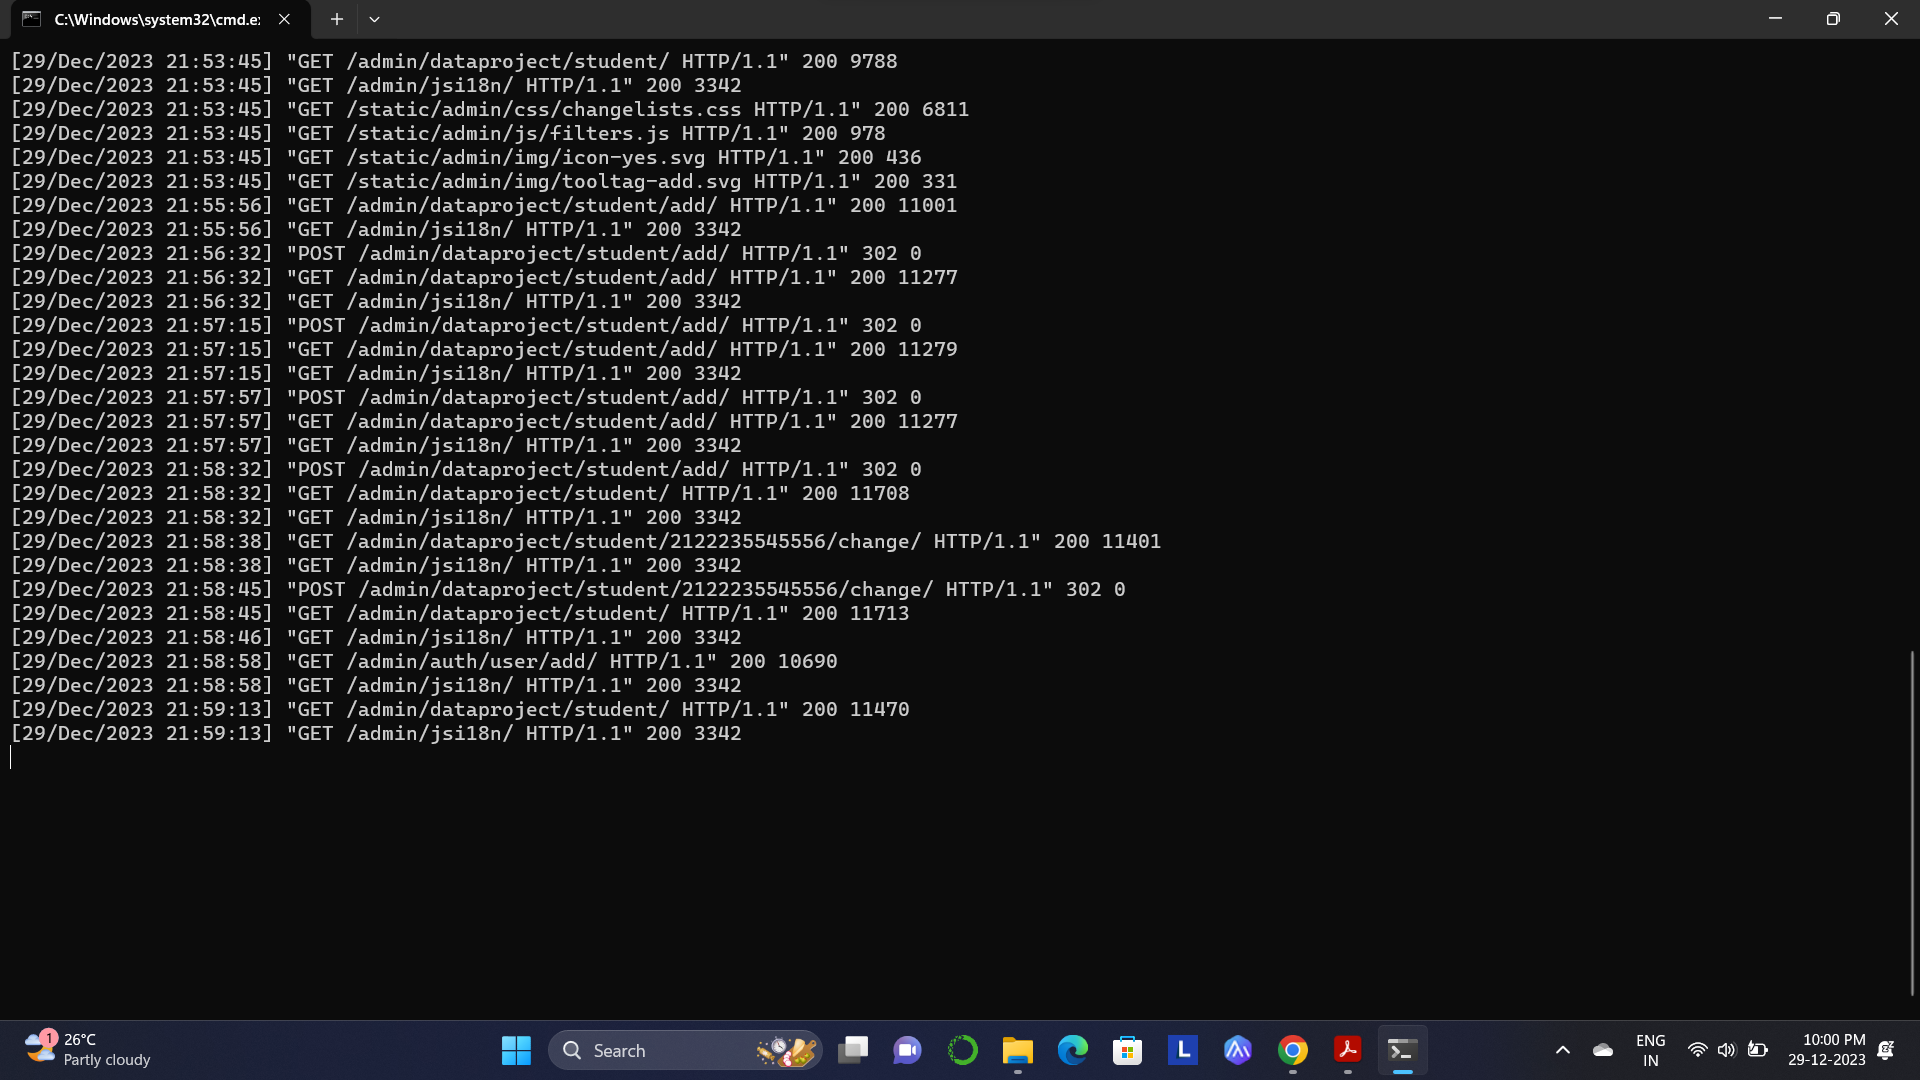 C:\Windows\system32\cmd.e
[29/Dec/2023 21:53:45] "GET /admin/dataproject/student/ HTTP/1.1" 200 9788
[29/Dec/2023 21:53:45] "GET /admin/jsi18n/ HTTP/1.1" 200 3342
[29/Dec/2023 21:53:45] "GET /static/admin/css/changelists.css HTTP/1.1" 200 6811
[29/Dec/2023 21:53:45] "GET /static/admin/js/filters.js HTTP/1.1" 200 978
[29/Dec/2023 21:53:45] "GET /static/admin/img/icon-yes.svg HTTP/1.1" 200 436
[29/Dec/2023 21:53:45] "GET /static/admin/img/tooltag-add.svg HTTP/1.1" 200 331
[29/Dec/2023 21:55:56] "GET /admin/dataproject/student/add/ HTTP/1.1" 200 11001
[29/Dec/2023 21:55:56] "GET /admin/jsi18n/ HTTP/1.1" 200 3342
[29/Dec/2023 21:56:32] "POST /admin/dataproject/student/add/ HTTP/1.1" 302 0
[29/Dec/2023 21:56:32] "GET /admin/dataproject/student/add/ HTTP/1.1" 200 11277
[29/Dec/2023 21:56:32] "GET /admin/jsi18n/ HTTP/1.1" 200 3342
[29/Dec/2023 21:57:15] "POST /admin/dataproject/student/add/ HTTP/1.1" 302 0
[29/Dec/2023 21:57:15] "GET /admin/dataproject/student/add/ HTTP/1.1" 200 11279
[29/Dec/2023 21:57:15] "GET /admin/jsi18n/ HTTP/1.1" 200 3342
[29/Dec/2023 21:57:57] "POST /admin/dataproject/student/add/ HTTP/1.1" 302 0
[29/Dec/2023 21:57:57] "GET /admin/dataproject/student/add/ HTTP/1.1" 200 11277
[29/Dec/2023 21:57:57] "GET /admin/jsi18n/ HTTP/1.1" 200 3342
[29/Dec/2023 21:58:32] "POST /admin/dataproject/student/add/ HTTP/1.1" 302 0
[29/Dec/2023 21:58:32] "GET /admin/dataproject/student/ HTTP/1.1" 200 11708
[29/Dec/2023 21:58:32] "GET /admin/jsi18n/ HTTP/1.1" 200 3342
[29/Dec/2023 21:58:38] "GET /admin/dataproject/student/2122235545556/change/ HTTP/1.1" 200 11401
[29/Dec/2023 21:58:38] "GET /admin/jsi18n/ HTTP/1.1" 200 3342
[29/Dec/2023 21:58:45] "POST /admin/dataproject/student/2122235545556/change/ HTTP/1.1" 302 0
[29/Dec/2023 21:58:45] "GET /admin/dataproject/student/ HTTP/1.1" 200 11713
[29/Dec/2023 21:58:46] "GET /admin/jsi18n/ HTTP/1.1" 200 3342
[29/Dec/2023 21:58:58] "GET /admin/auth/user/add/ HTTP/1.1" 200 10690
[29/Dec/2023 21:58:58] "GET /admin/jsi18n/ HTTP/1.1" 200 3342
[29/Dec/2023 21:59:13] "GET /admin/dataproject/student/ HTTP/1.1" 200 11470
[29/Dec/2023 21:59:13] "GET /admin/jsi18n/ HTTP/1.1" 200 3342
1
26°C
Partly cloudy
Search
L
ENG
IN
10:00 PM
29-12-2023